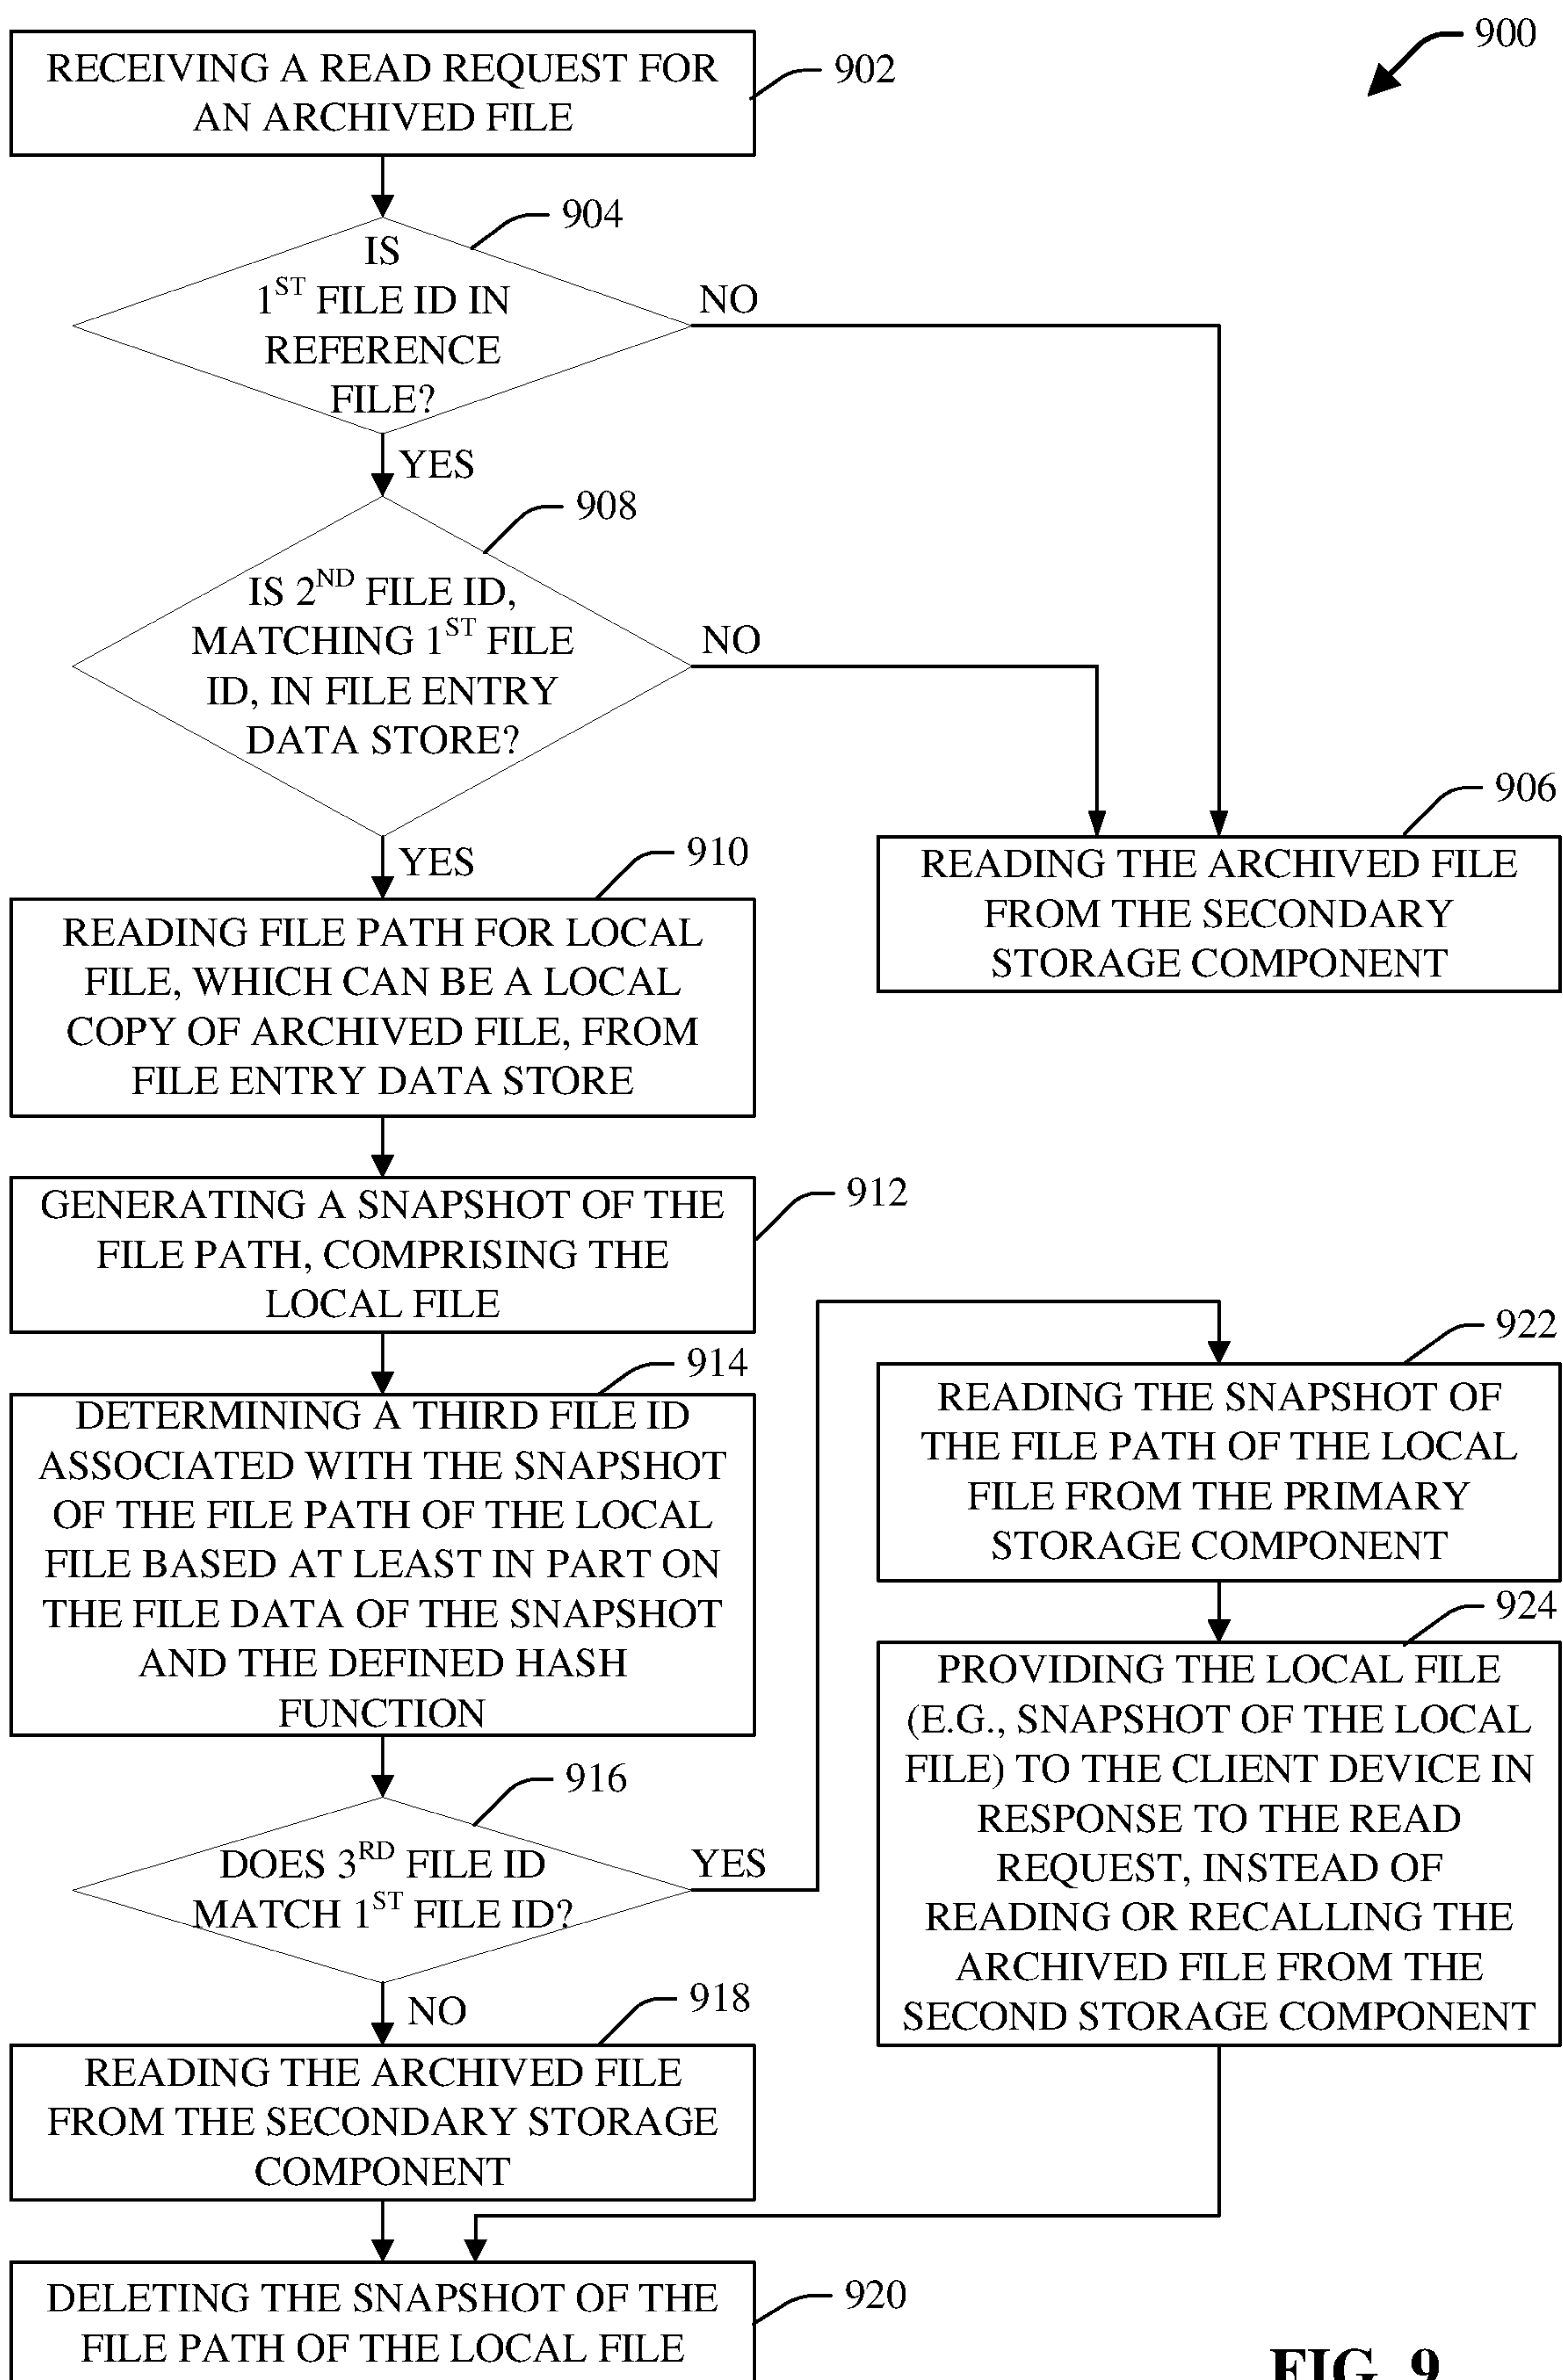 900
RECEIVING A READ REQUEST FOR
AN ARCHIVED FILE
902
904
IS
1ST FILE ID IN
REFERENCE
FILE?
NO
YES
908
IS 2ND FILE ID,
MATCHING 1ST FILE
ID, IN FILE ENTRY
DATA STORE?
NO
YES
906
READING THE ARCHIVED FILE
FROM THE SECONDARY
STORAGE COMPONENT
910
READING FILE PATH FOR LOCAL
FILE, WHICH CAN BE A LOCAL
COPY OF ARCHIVED FILE, FROM
FILE ENTRY DATA STORE
912
GENERATING A SNAPSHOT OF THE
FILE PATH, COMPRISING THE
LOCAL FILE
914
DETERMINING A THIRD FILE ID
ASSOCIATED WITH THE SNAPSHOT
OF THE FILE PATH OF THE LOCAL
FILE BASED AT LEAST IN PART ON
THE FILE DATA OF THE SNAPSHOT
AND THE DEFINED HASH
FUNCTION
916
DOES 3RD FILE ID
MATCH 1ST FILE ID?
YES
NO
922
READING THE SNAPSHOT OF
THE FILE PATH OF THE LOCAL
FILE FROM THE PRIMARY
STORAGE COMPONENT
924
PROVIDING THE LOCAL FILE
(E.G., SNAPSHOT OF THE LOCAL
FILE) TO THE CLIENT DEVICE IN
RESPONSE TO THE READ
REQUEST, INSTEAD OF
READING OR RECALLING THE
ARCHIVED FILE FROM THE
SECOND STORAGE COMPONENT
918
READING THE ARCHIVED FILE
FROM THE SECONDARY STORAGE
COMPONENT
920
DELETING THE SNAPSHOT OF THE
FILE PATH OF THE LOCAL FILE
FIG. 9